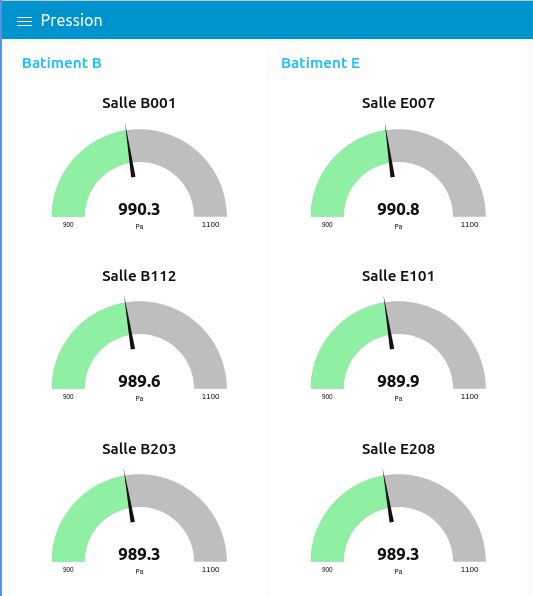 Pression
Batiment B
Salle B001
990.3
900
Pa
1100
Salle B112
989.6
900
Pa
1100
Salle B203
989.3
900
Pa
1100
Batiment E
Salle E007
990.8
900
Pa
1100
Salle E101
989.9
900
Pa
1100
Salle E208
989.3
900
Pa
1100